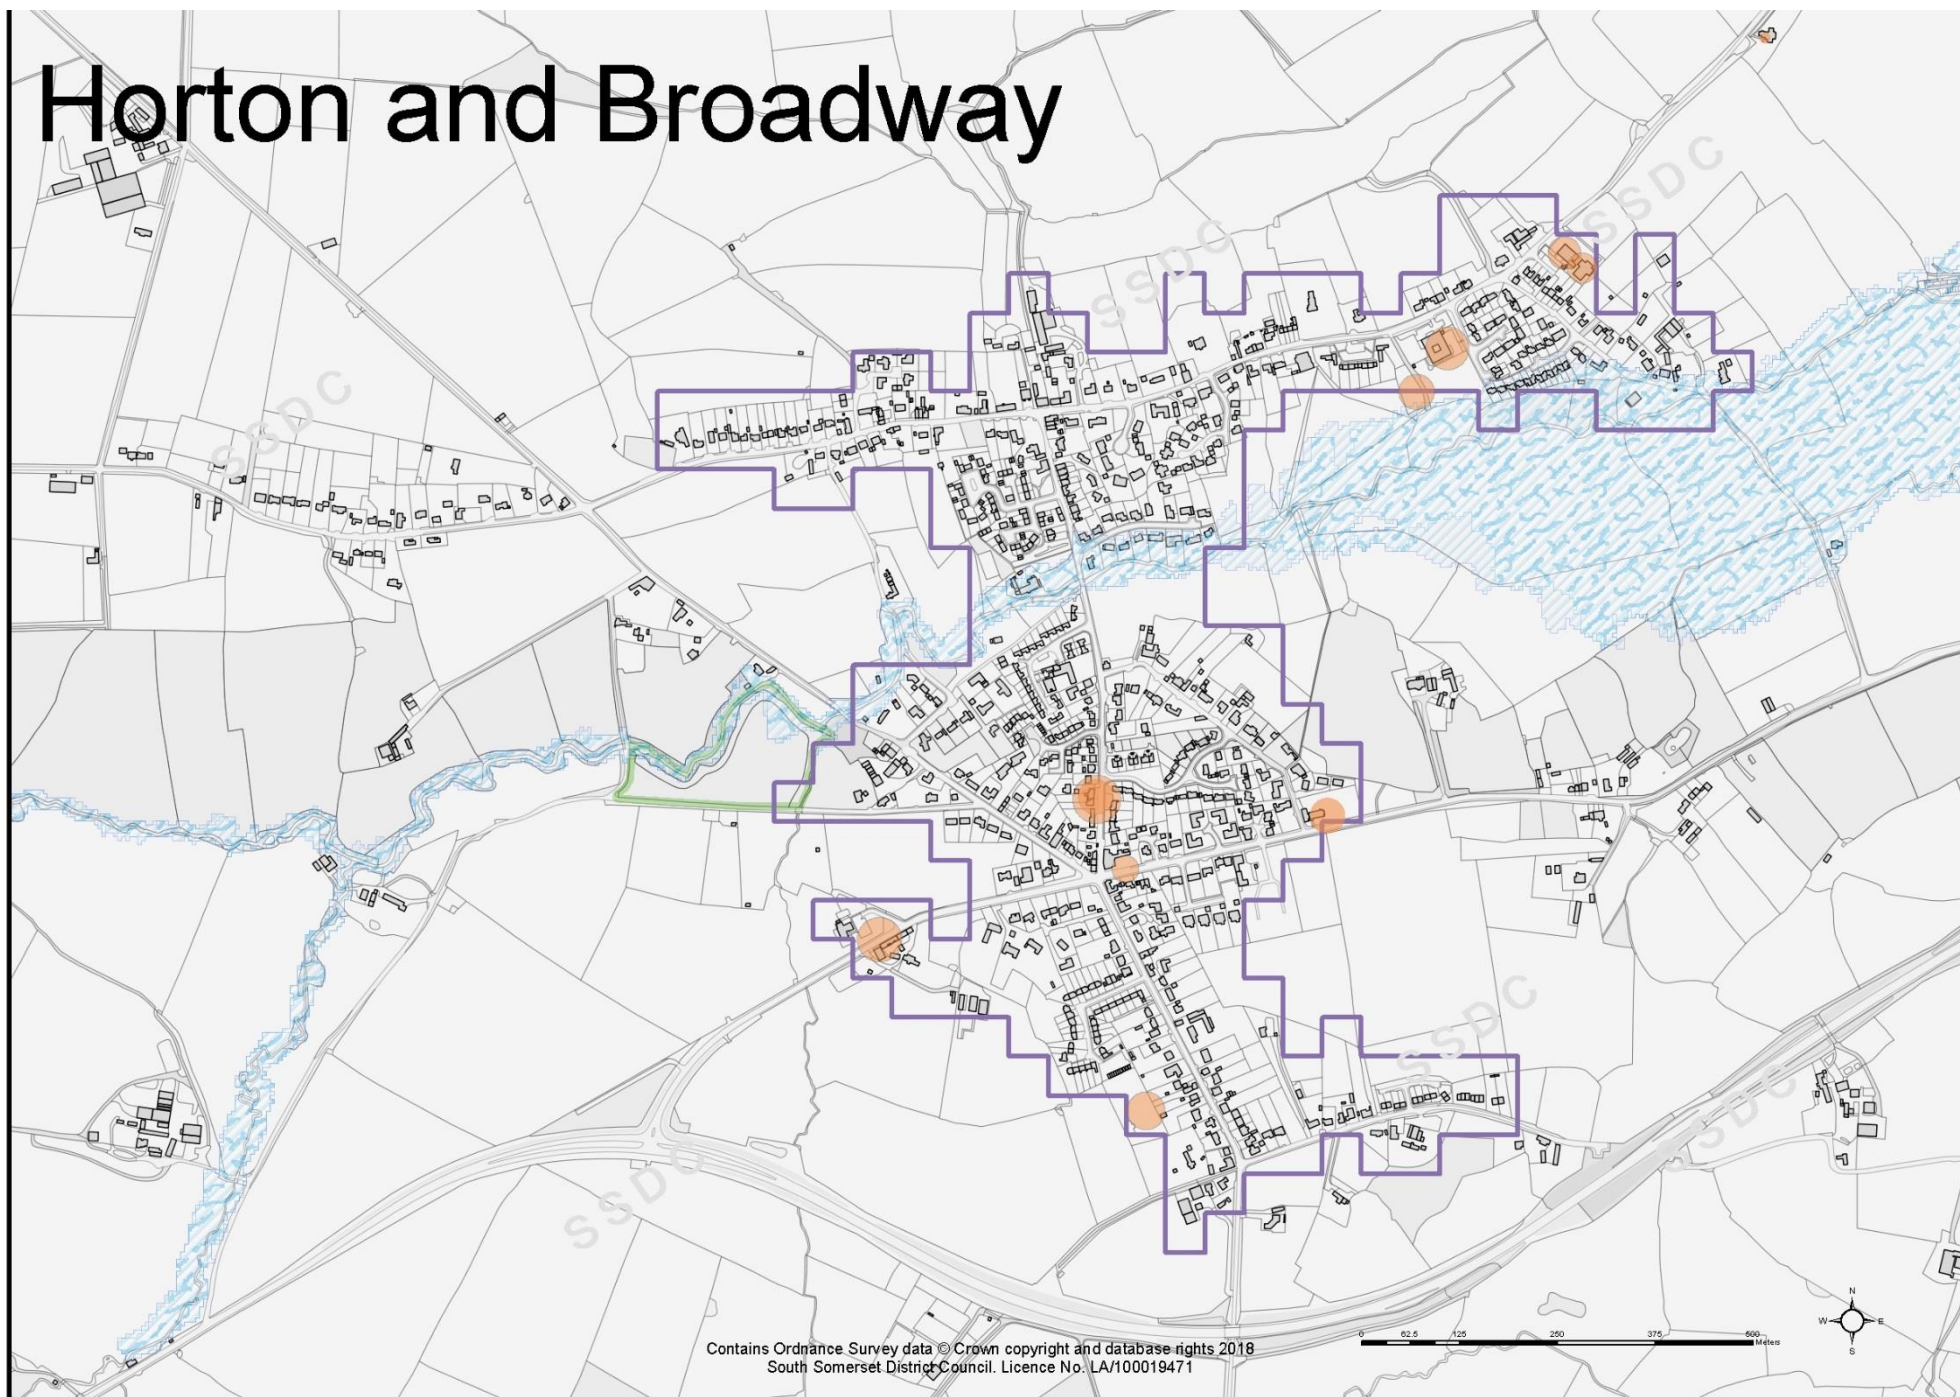 Horton and Broadway
SSDC
SSDC
SSDC
SSDC
SSDC
SSDC
Contains Ordnance Survey data © Crown copyright and database rights 2018
South Somerset District Council. Licence No. LA/100019471
0 62.5 125 250 375 500
Meters
N
W E
S